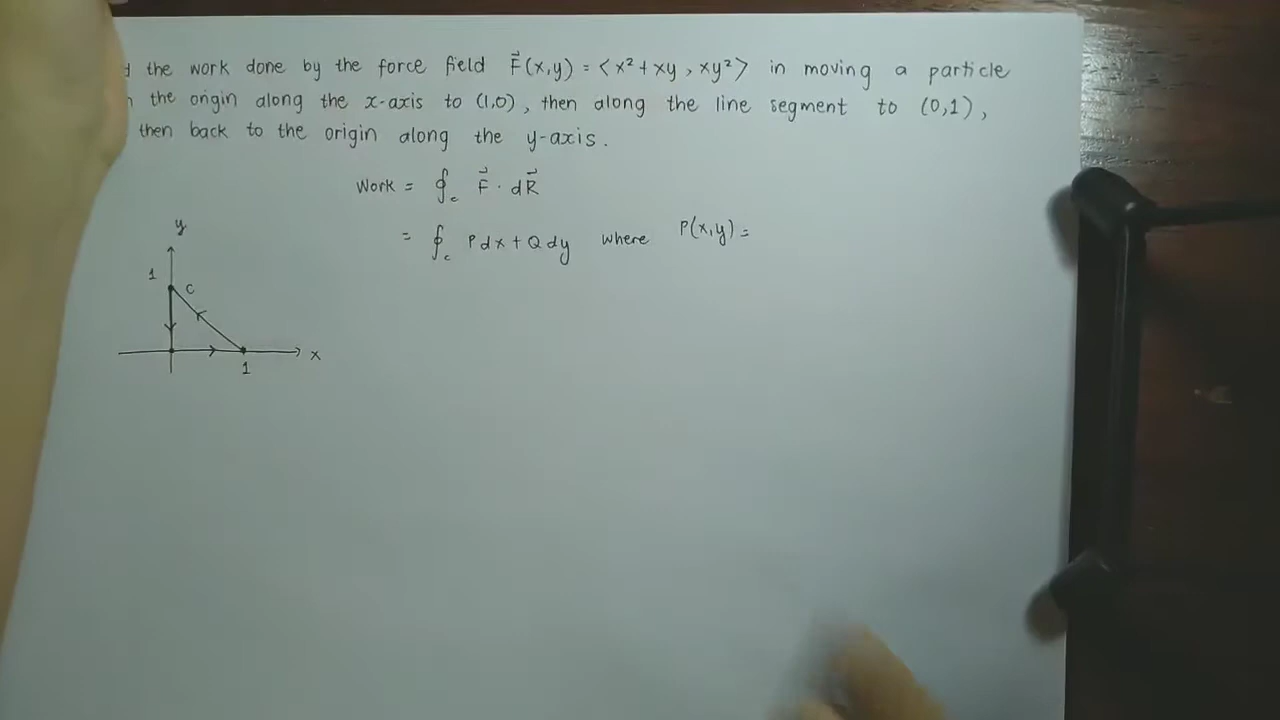 the work done by the force field F⃗(x,y) = <x² + xy , xy²> in moving a particle
the origin along the x-axis to (1,0), then along the line segment to (0,1),
then back to the origin along the y-axis.
Work = ∮c F⃗ · dR⃗
= ∮c Pdx + Qdy where P(x,y) =
y
1
C
x
1